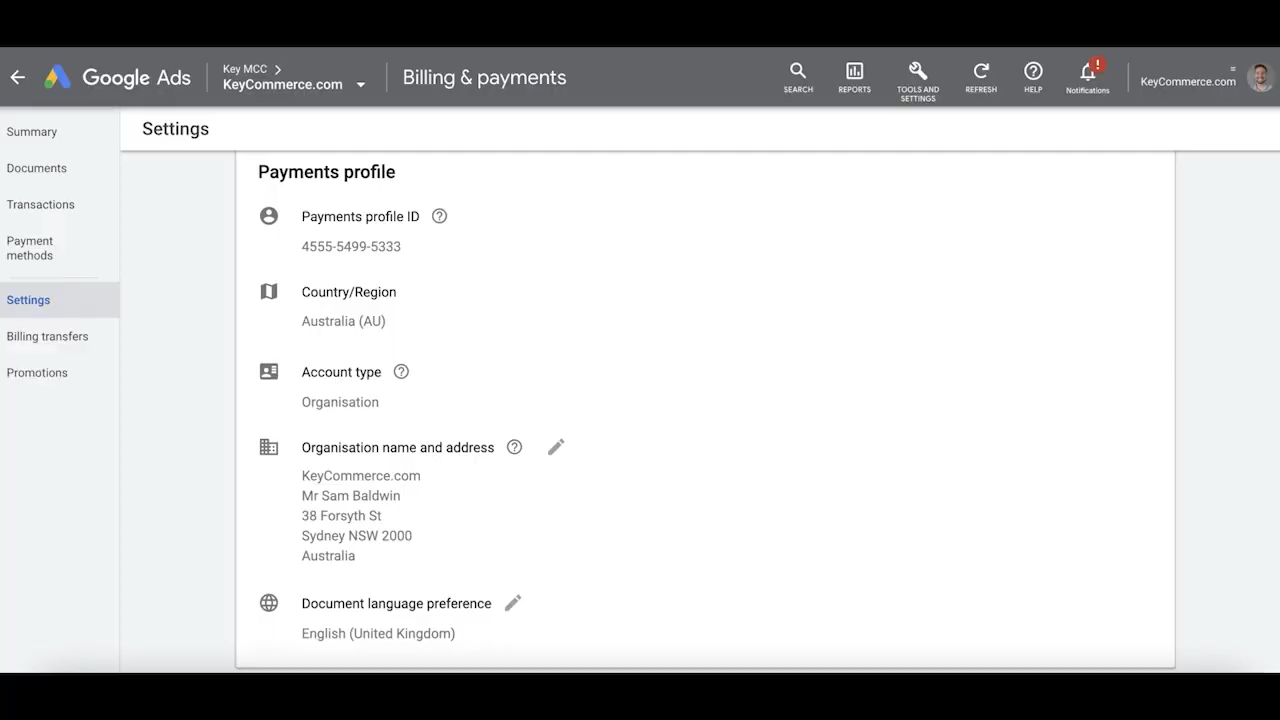 Google Ads
Key MCC >
KeyCommerce.com
Billing & payments
SEARCH
REPORTS
TOOLS AND
SETTINGS
REFRESH
HELP
!
Notifications
KeyCommerce.com
Summary
Documents
Transactions
Payment
methods
Settings
Billing transfers
Promotions
Settings
Payments profile
Payments profile ID ?
4555-5499-5333
Country/Region
Australia (AU)
Account type ?
Organisation
Organisation name and address ?
KeyCommerce.com
Mr Sam Baldwin
38 Forsyth St
Sydney NSW 2000
Australia
Document language preference
English (United Kingdom)